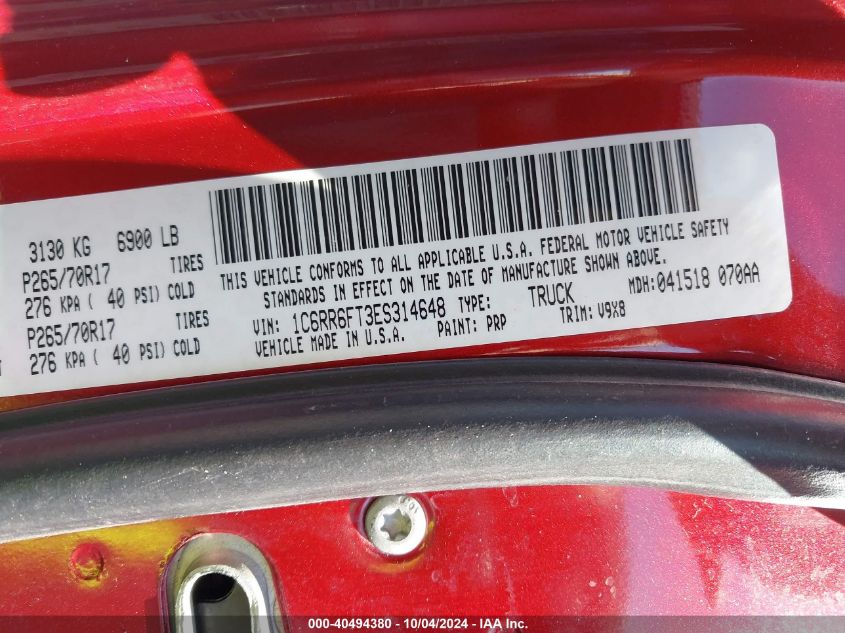 3130 KG 6900 LB
P265/70R17 TIRES
276 KPA ( 40 PSI) COLD
P265/70R17 TIRES
276 KPA ( 40 PSI) COLD
THIS VEHICLE CONFORMS TO ALL APPLICABLE U.S.A. FEDERAL MOTOR VEHICLE SAFETY
STANDARDS IN EFFECT ON THE DATE OF MANUFACTURE SHOWN ABOVE.
MDH:041518 070AA
VIN: 1C6RR6FT3ES314648 TYPE: TRUCK
VEHICLE MADE IN U.S.A. PAINT: PRP TRIM: V9X8
000-40494380 - 10/04/2024 - IAA Inc.